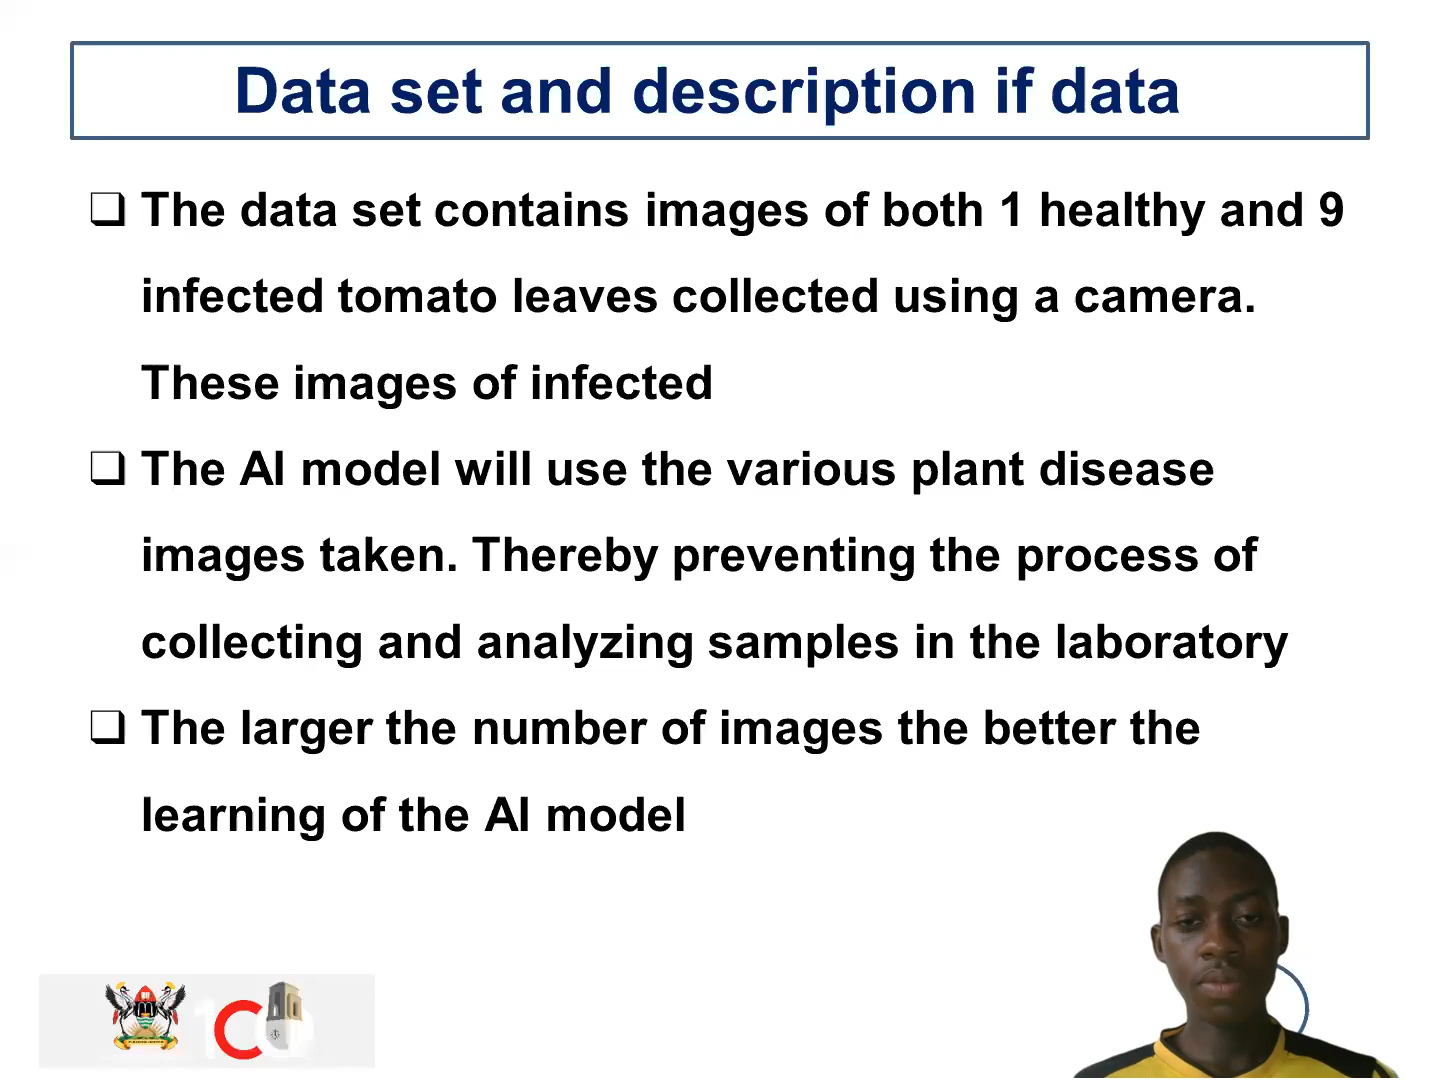 Data set and description if data
The data set contains images of both 1 healthy and 9
infected tomato leaves collected using a camera.
These images of infected
The AI model will use the various plant disease
images taken. Thereby preventing the process of
collecting and analyzing samples in the laboratory
The larger the number of images the better the
learning of the AI model